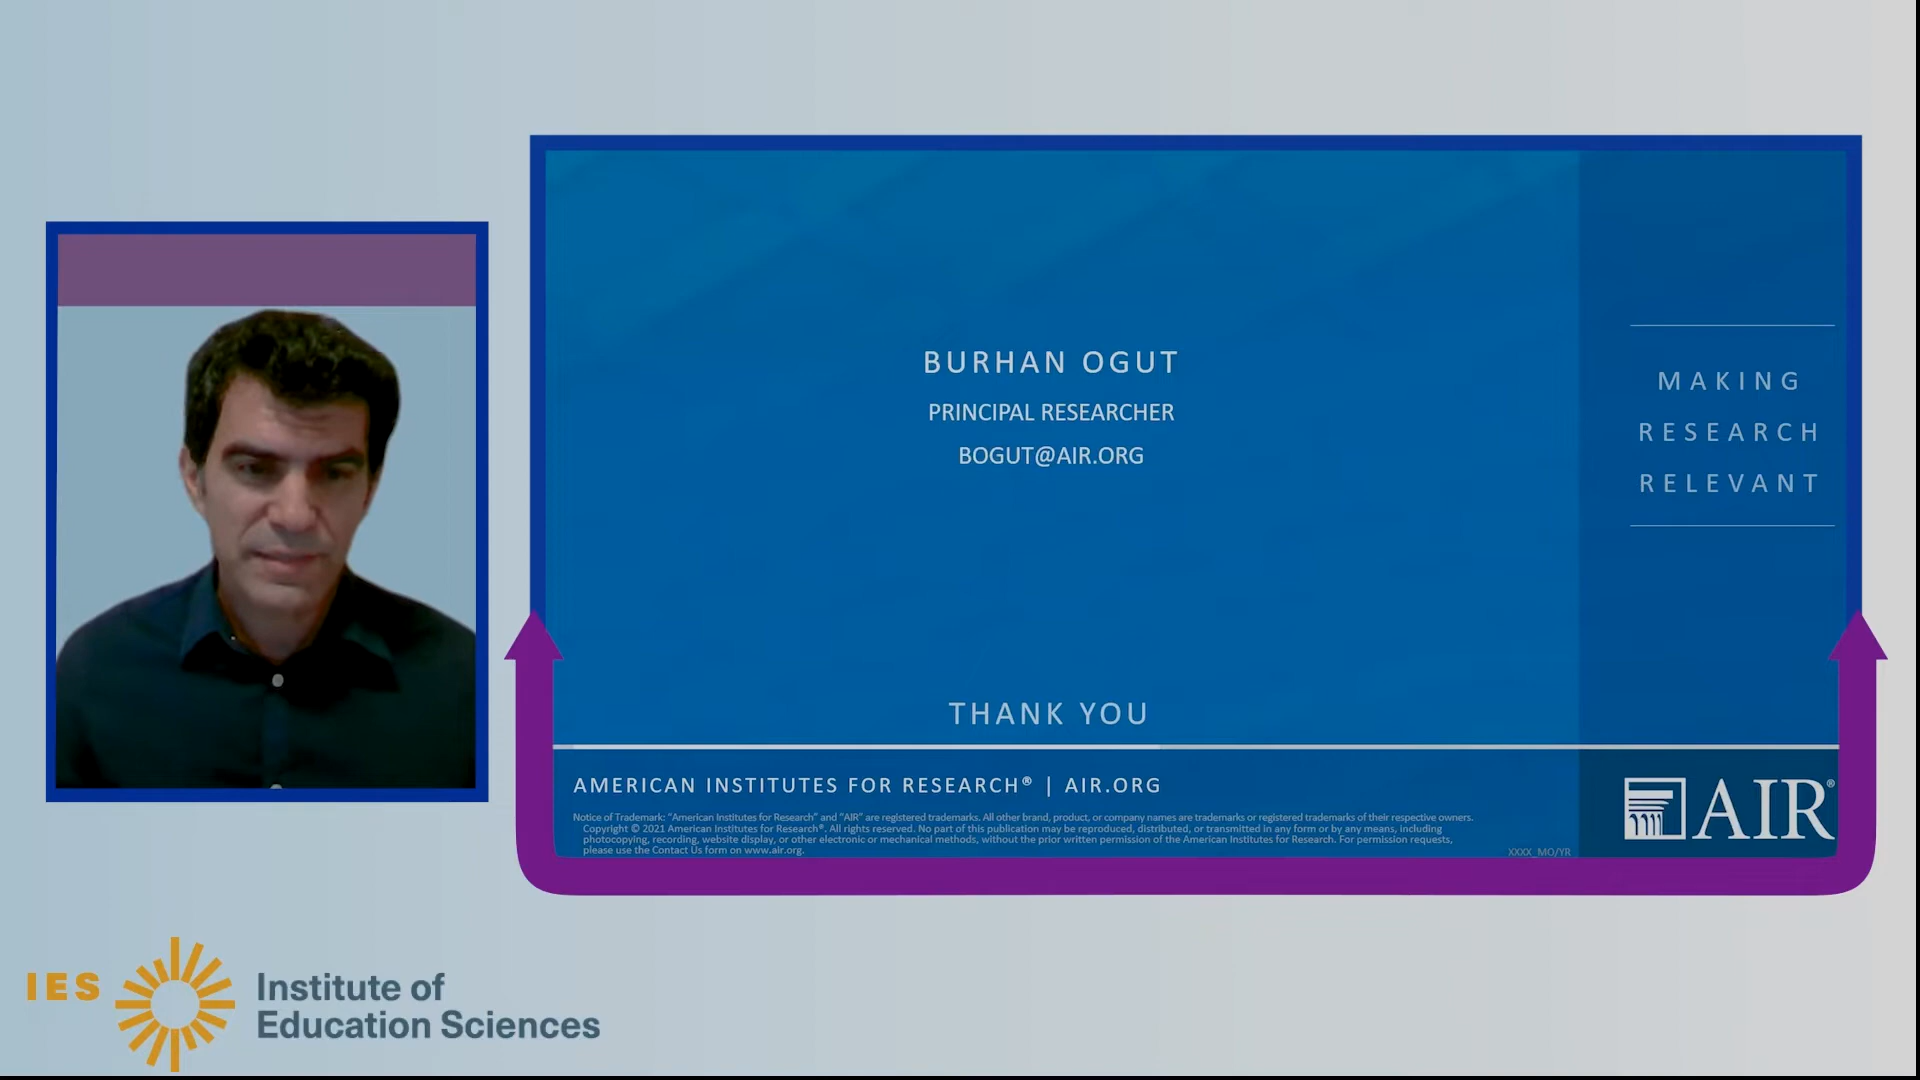 BURHAN OGUT
PRINCIPAL RESEARCHER
BOGUT@AIR.ORG
MAKING
RESEARCH
RELEVANT
THANK YOU
AMERICAN INSTITUTES FOR RESEARCH® | AIR.ORG
Notice of Trademark: “American Institutes for Research” and “AIR” are registered trademarks. All other brand, product, or company names are trademarks or registered trademarks of their respective owners.
Copyright © 2021 American Institutes for Research®. All rights reserved. No part of this publication may be reproduced, distributed, or transmitted in any form or by any means, including
photocopying, recording, website display, or other electronic or mechanical methods, without the prior written permission of the American Institutes for Research. For permission requests,
please use the Contact Us form on www.air.org.
XXXX_MO/YR
AIR®
IES
Institute of
Education Sciences